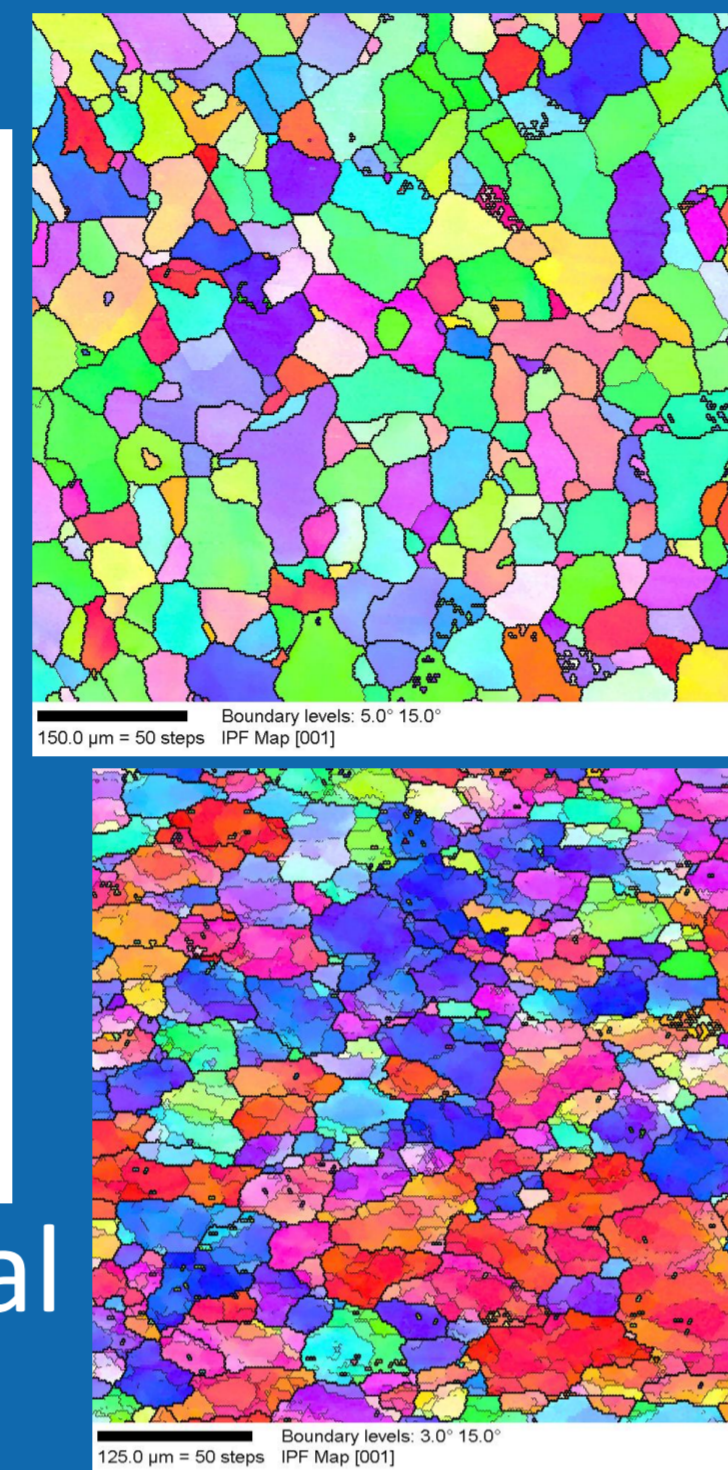 Boundary levels: 5.0° 15.0°
150.0 µm = 50 steps IPF Map [001]
al
Boundary levels: 3.0° 15.0°
125.0 µm = 50 steps IPF Map [001]